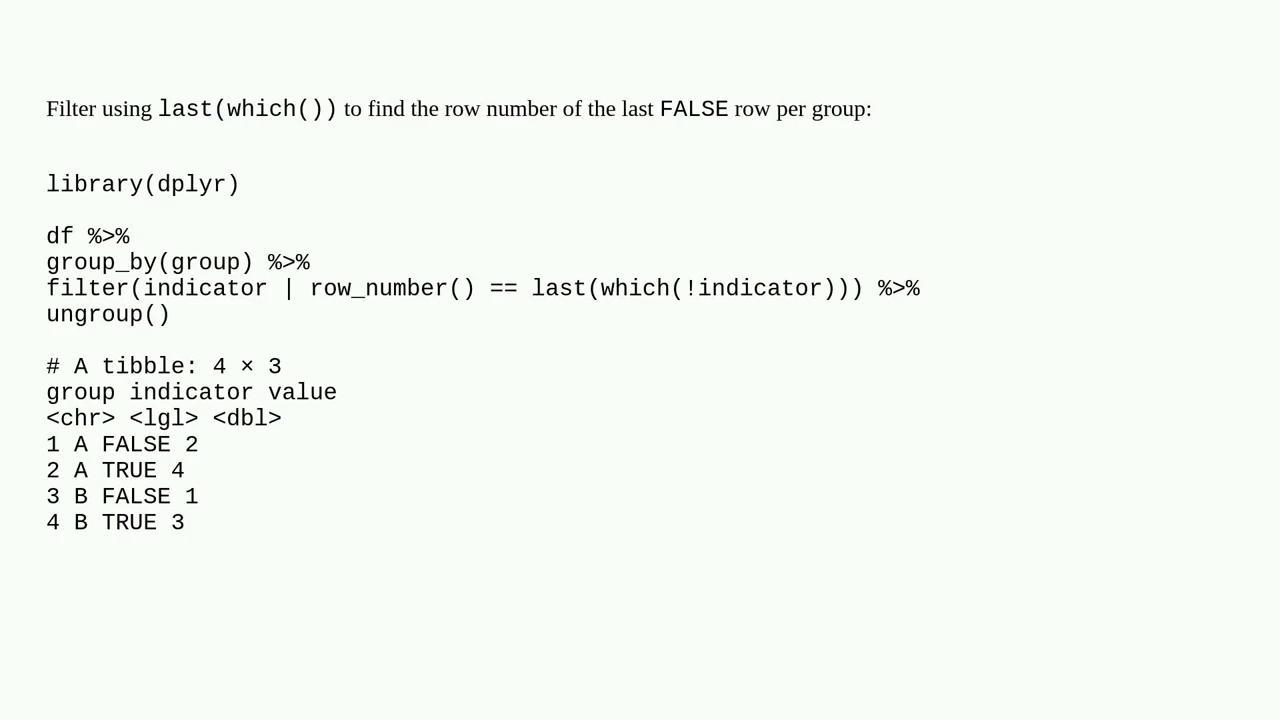 Filter using last(which()) to find the row number of the last FALSE row per group:
library(dplyr)
df %>%
group_by(group) %>%
filter(indicator | row_number() == last(which(!indicator))) %>%
ungroup()
# A tibble: 4 × 3
group indicator value
<chr> <lgl> <dbl>
1 A FALSE 2
2 A TRUE 4
3 B FALSE 1
4 B TRUE 3